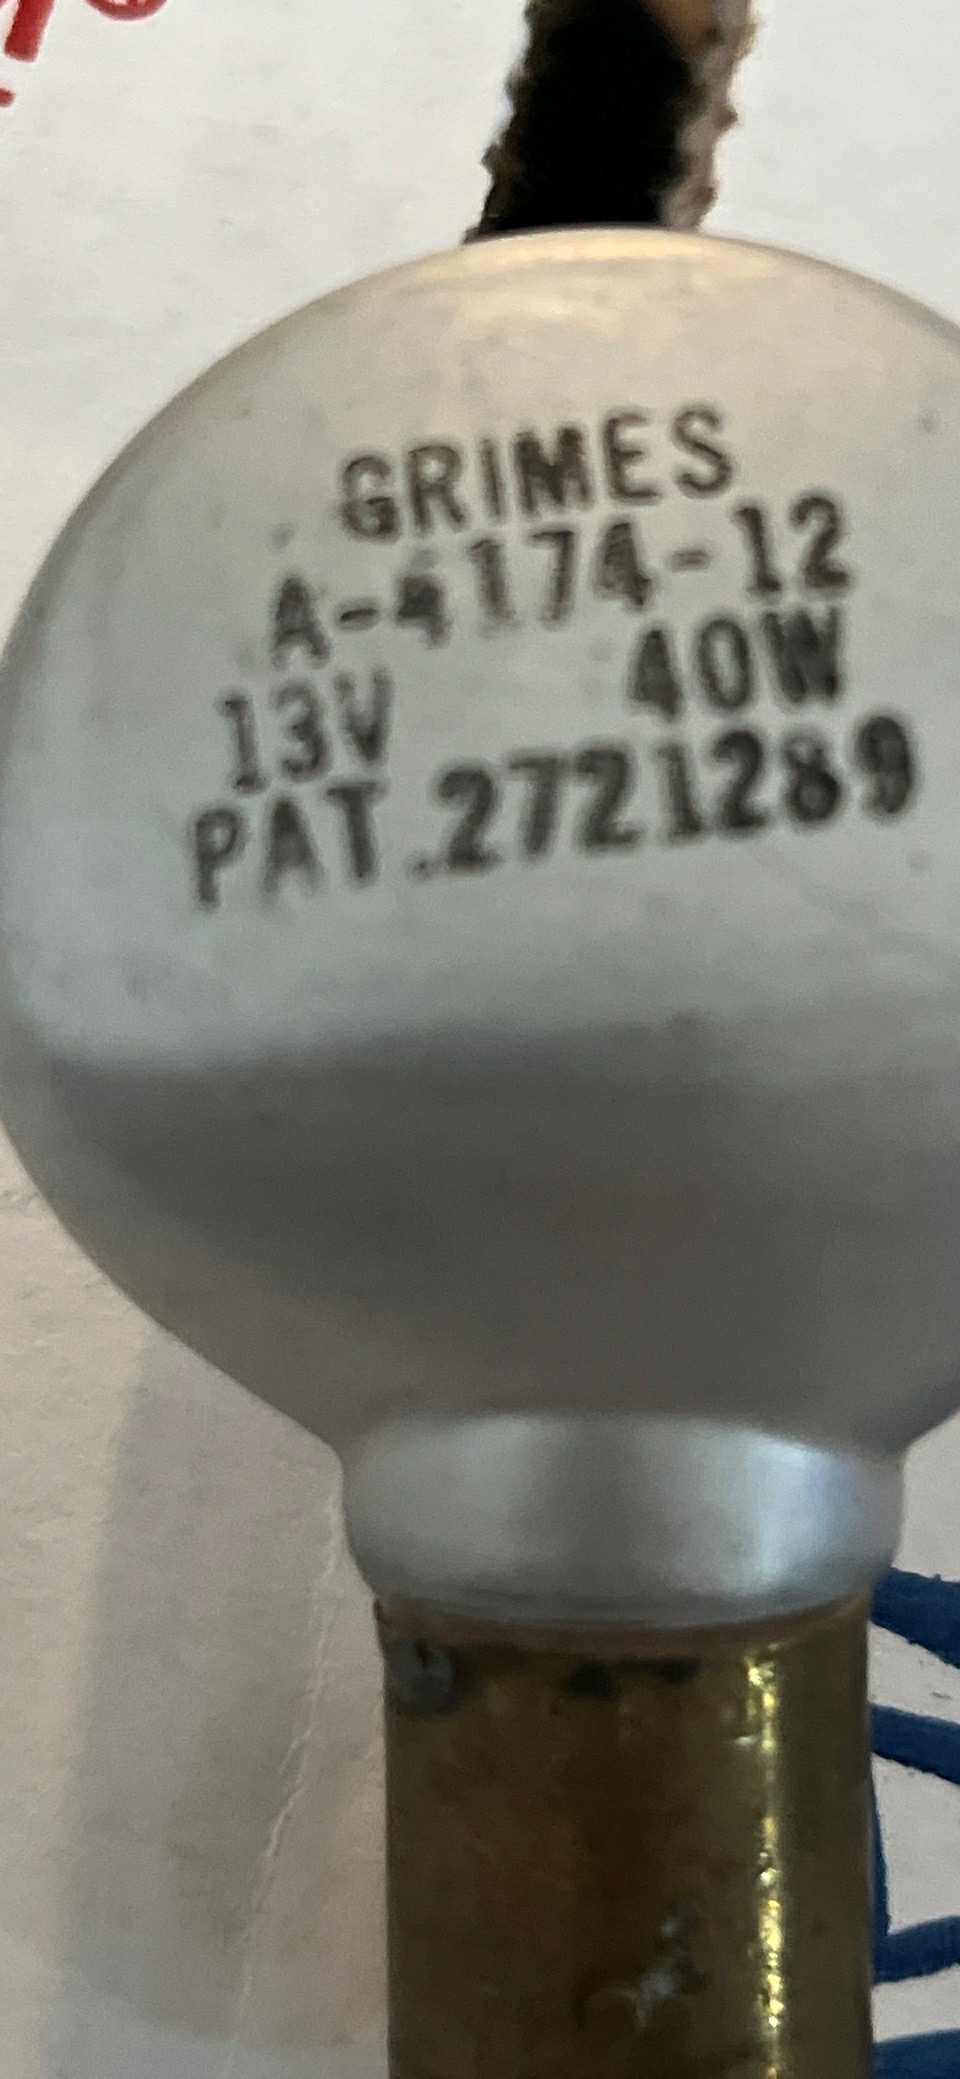 GRIMES
A-4174-12
13V 40W
PAT.2721289